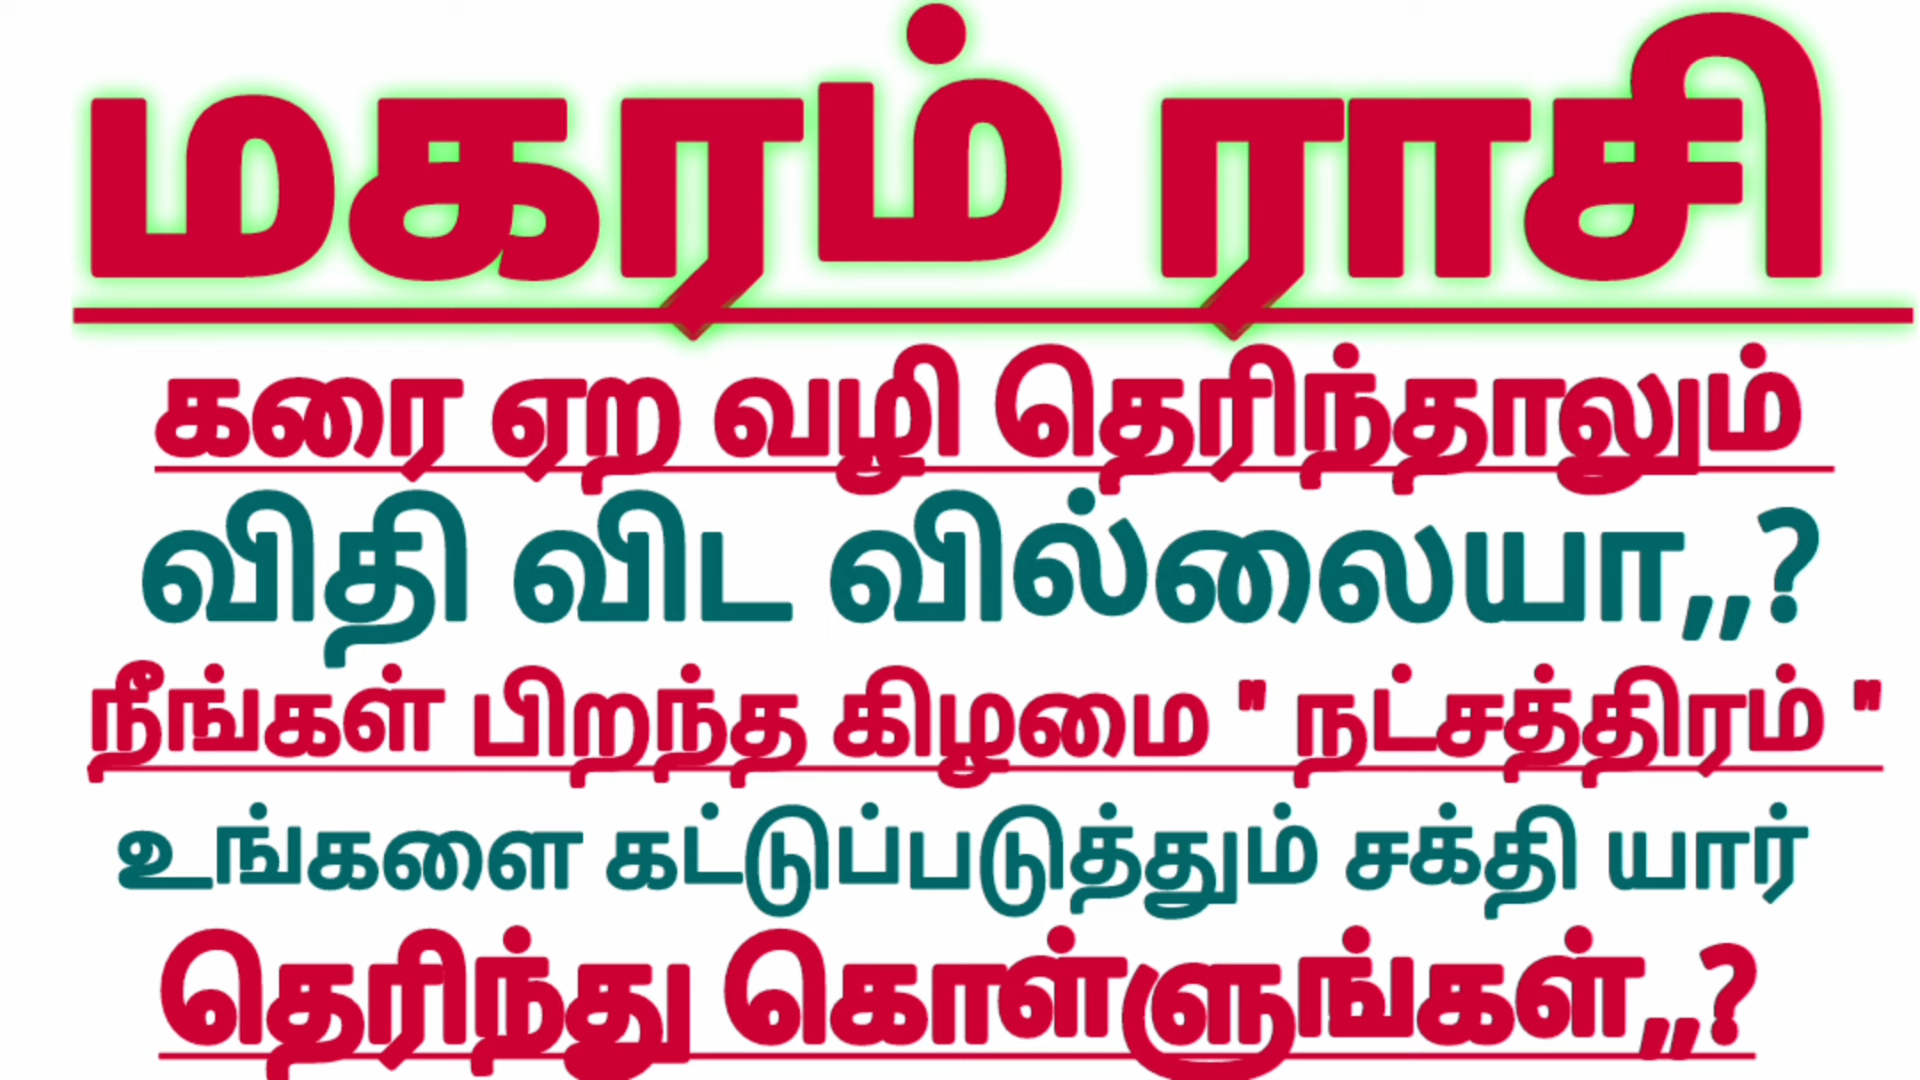 மகரம் ராசி
கரை ஏற வழி தெரிந்தாலும்
விதி விட வில்லையா,,?
நீங்கள் பிறந்த கிழமை " நட்சத்திரம் "
உங்களை கட்டுப்படுத்தும் சக்தி யார்
தெரிந்து கொள்ளுங்கள்,,?